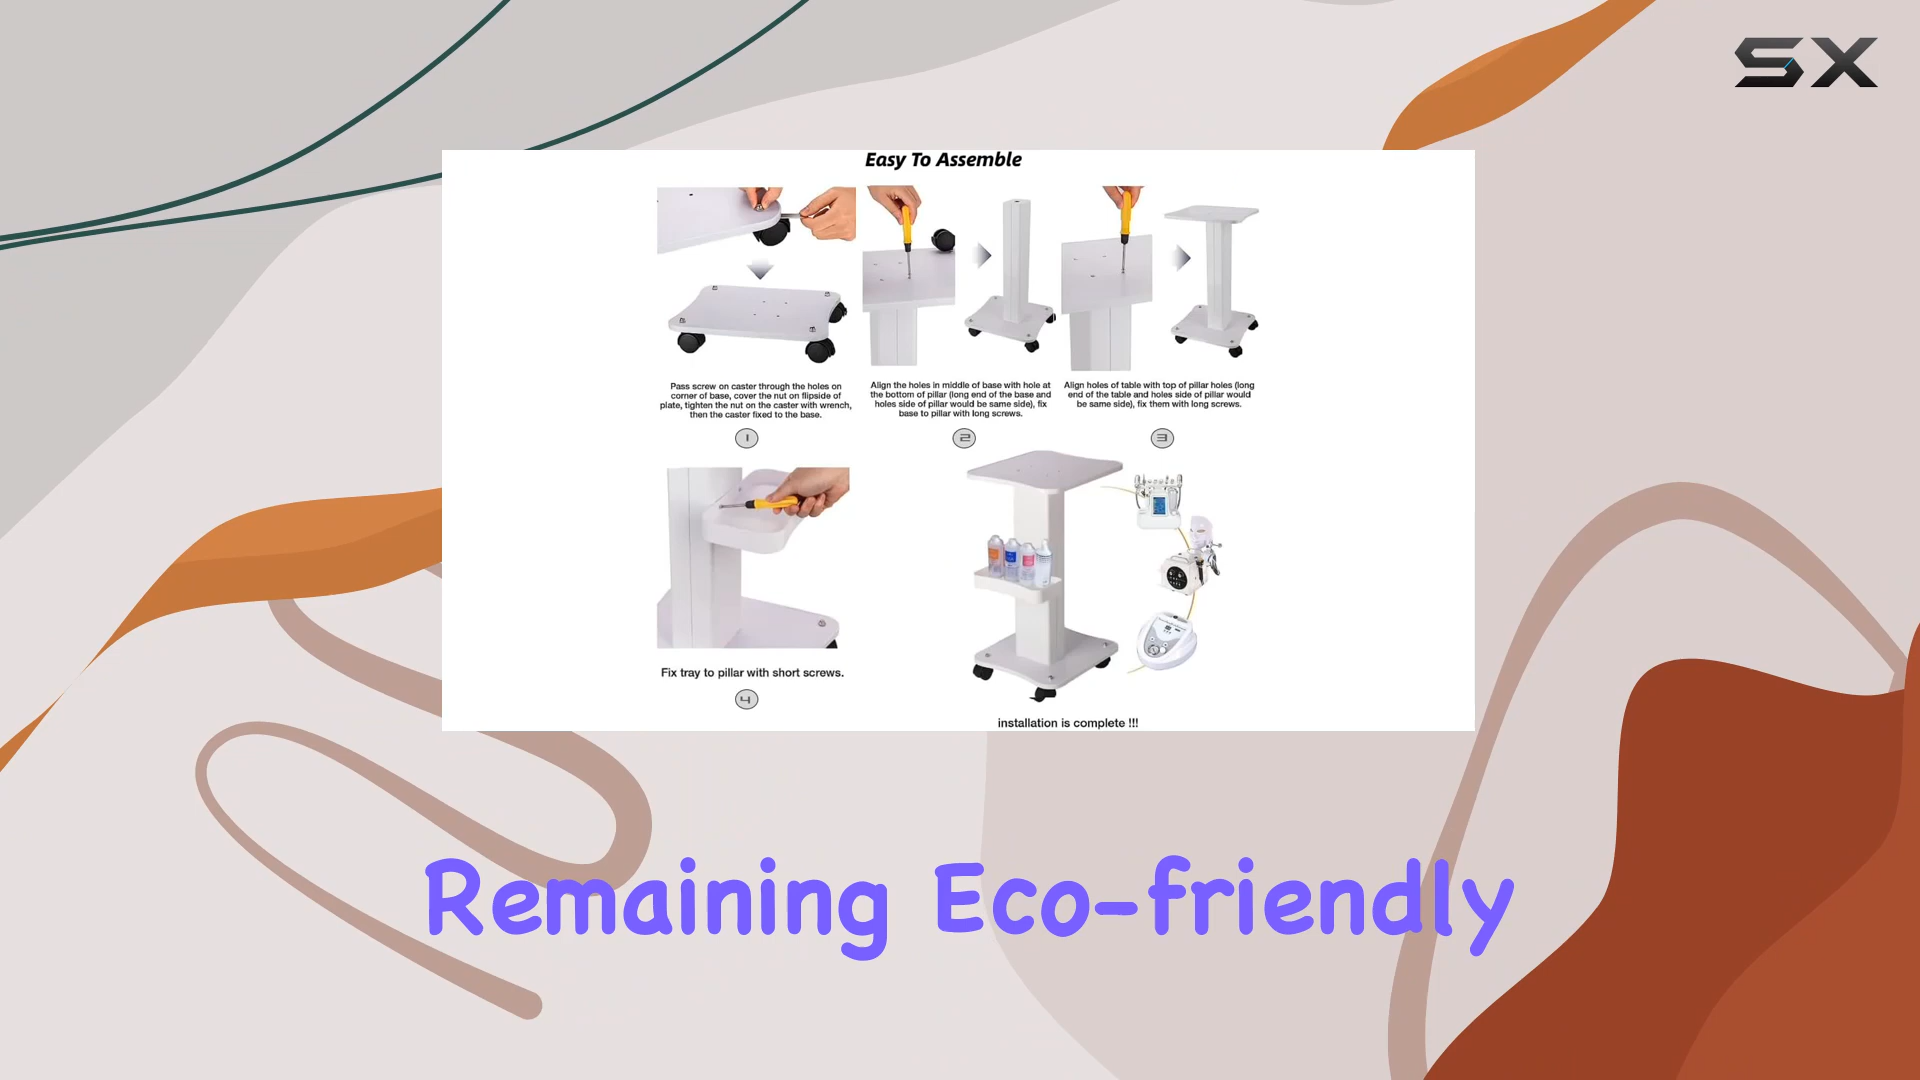 SX
Easy To Assemble
Pass screw on caster through the holes on
corner of base, cover the nut on flipside of
plate, tighten the nut on the caster with wrench,
then the caster fixed to the base.
1
Align the holes in middle of base with hole at
the bottom of pillar (long end of the base and
holes side of pillar would be same side), fix
base to pillar with long screws.
2
Align holes of table with top of pillar holes (long
end of the table and holes side of pillar would
be same side), fix them with long screws.
3
Fix tray to pillar with short screws.
4
installation is complete !!!
Remaining Eco-friendly